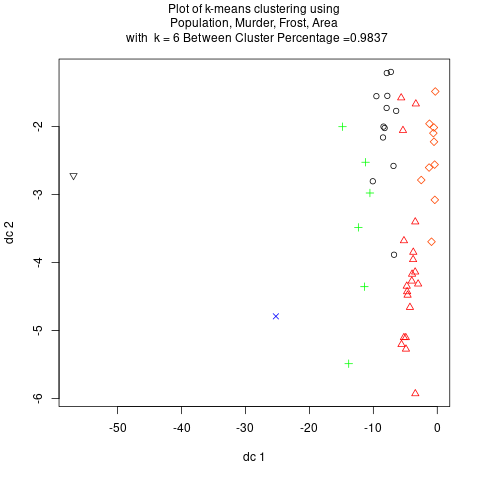 Plot of k-means clustering using
Population, Murder, Frost, Area
with k = 6 Between Cluster Percentage =0.9837
dc 2
-2
-3
-4
-5
-6
-50
-40
-30
-20
-10
0
dc 1